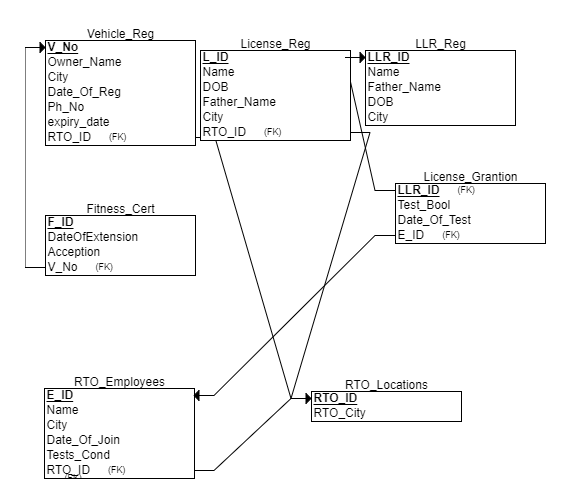 Vehicle_Reg
V_No
Owner_Name
City
Date_Of_Reg
Ph_No
expiry_date
RTO_ID (FK)
License_Reg
L_ID
Name
DOB
Father_Name
City
RTO_ID (FK)
LLR_Reg
LLR_ID
Name
Father_Name
DOB
City
License_Grantion
LLR_ID (FK)
Test_Bool
Date_Of_Test
E_ID (FK)
Fitness_Cert
F_ID
DateOfExtension
Acception
V_No (FK)
RTO_Employees
E_ID
Name
City
Date_Of_Join
Tests_Cond
RTO_ID (FK)
RTO_Locations
RTO_ID
RTO_City